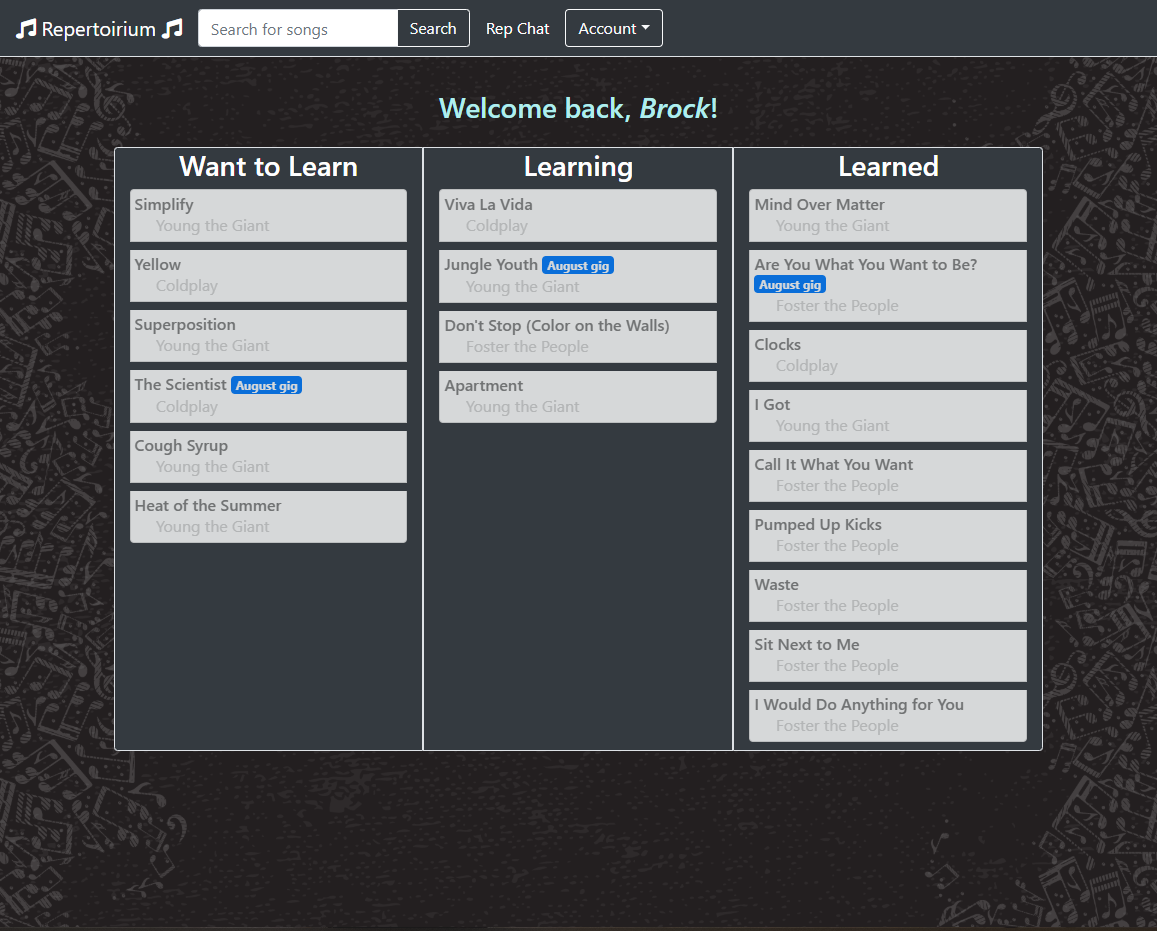 Repertoirium
Search for songs
Search
Rep Chat
Account
Welcome back, Brock!
Want to Learn
Simplify
Young the Giant
Yellow
Coldplay
Superposition
Young the Giant
The Scientist August gig
Coldplay
Cough Syrup
Young the Giant
Heat of the Summer
Young the Giant
Learning
Viva La Vida
Coldplay
Jungle Youth August gig
Young the Giant
Don't Stop (Color on the Walls)
Foster the People
Apartment
Young the Giant
Learned
Mind Over Matter
Young the Giant
Are You What You Want to Be?
August gig
Foster the People
Clocks
Coldplay
I Got
Young the Giant
Call It What You Want
Foster the People
Pumped Up Kicks
Foster the People
Waste
Foster the People
Sit Next to Me
Foster the People
I Would Do Anything for You
Foster the People